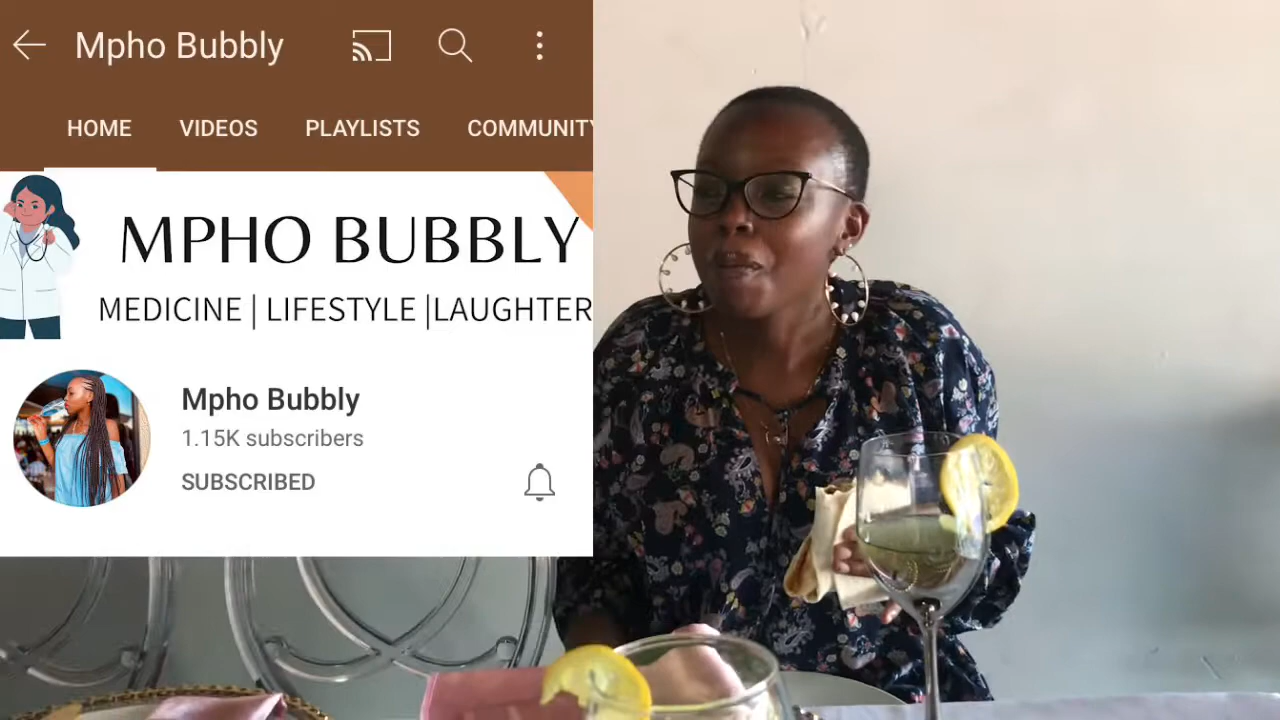 Mpho Bubbly
HOME VIDEOS PLAYLISTS COMMUNITY
MPHO BUBBLY
MEDICINE | LIFESTYLE |LAUGHTER
Mpho Bubbly
1.15K subscribers
SUBSCRIBED